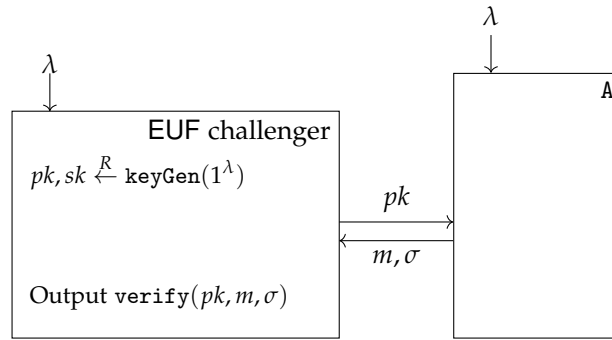 λ
λ
A
EUF challenger
pk, sk ←R keyGen(1^λ)
pk
m, σ
Output verify(pk, m, σ)